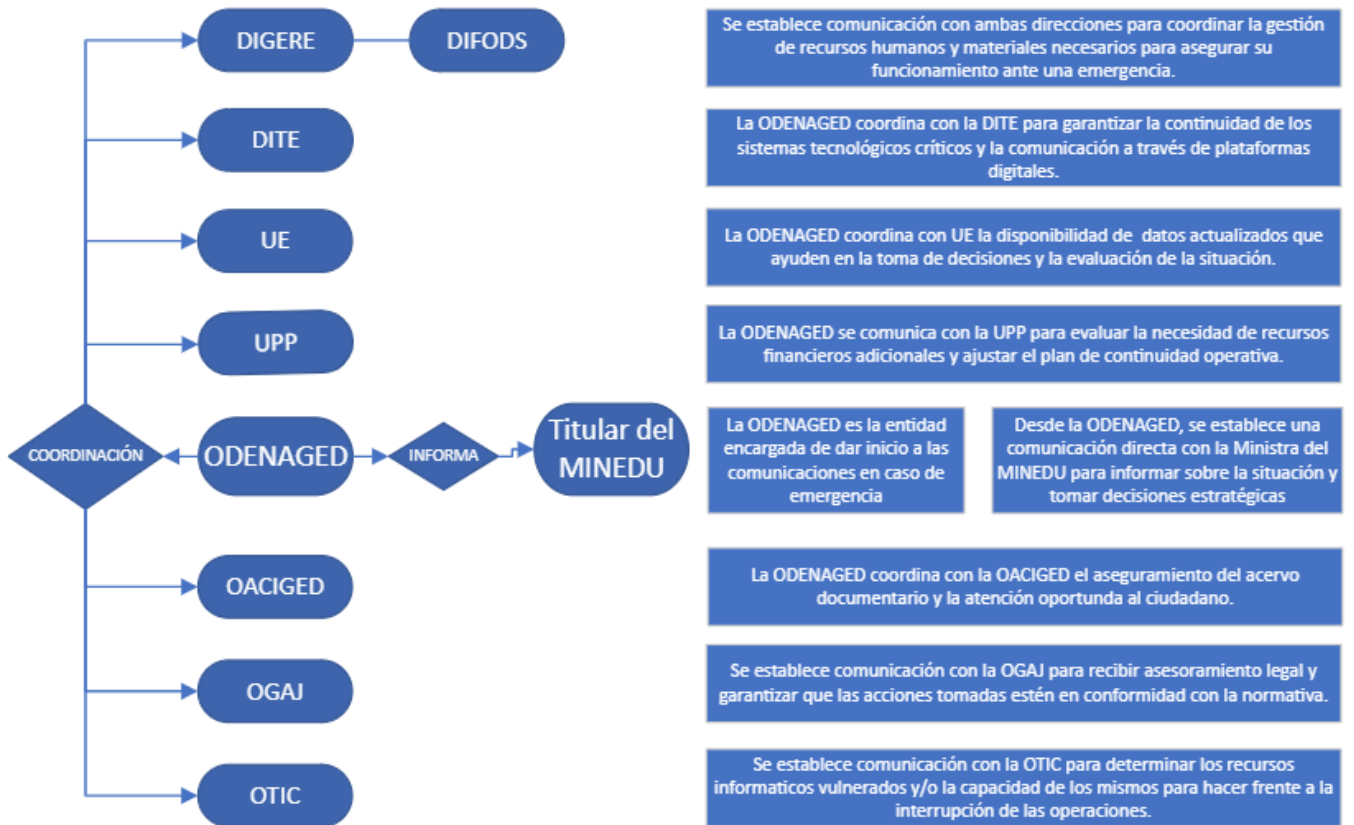 DIGERE
DIFODS
Se establece comunicación con ambas direcciones para coordinar la gestión
de recursos humanos y materiales necesarios para asegurar su
funcionamiento ante una emergencia.
DITE
La ODENAGED coordina con la DITE para garantizar la continuidad de los
sistemas tecnológicos críticos y la comunicación a través de plataformas
digitales.
UE
La ODENAGED coordina con UE la disponibilidad de datos actualizados que
ayuden en la toma de decisiones y la evaluación de la situación.
UPP
La ODENAGED se comunica con la UPP para evaluar la necesidad de recursos
financieros adicionales y ajustar el plan de continuidad operativa.
COORDINACIÓN
ODENAGED
INFORMA
Titular del
MINEDU
La ODENAGED es la entidad
encargada de dar inicio a las
comunicaciones en caso de
emergencia
Desde la ODENAGED, se establece una
comunicación directa con la Ministra del
MINEDU para informar sobre la situación y
tomar decisiones estratégicas
OACIGED
La ODENAGED coordina con la OACIGED el aseguramiento del acervo
documentario y la atención oportunda al ciudadano.
OGAJ
Se establece comunicación con la OGAJ para recibir asesoramiento legal y
garantizar que las acciones tomadas estén en conformidad con la normativa.
OTIC
Se establece comunicación con la OTIC para determinar los recursos
informaticos vulnerados y/o la capacidad de los mismos para hacer frente a la
interrupción de las operaciones.